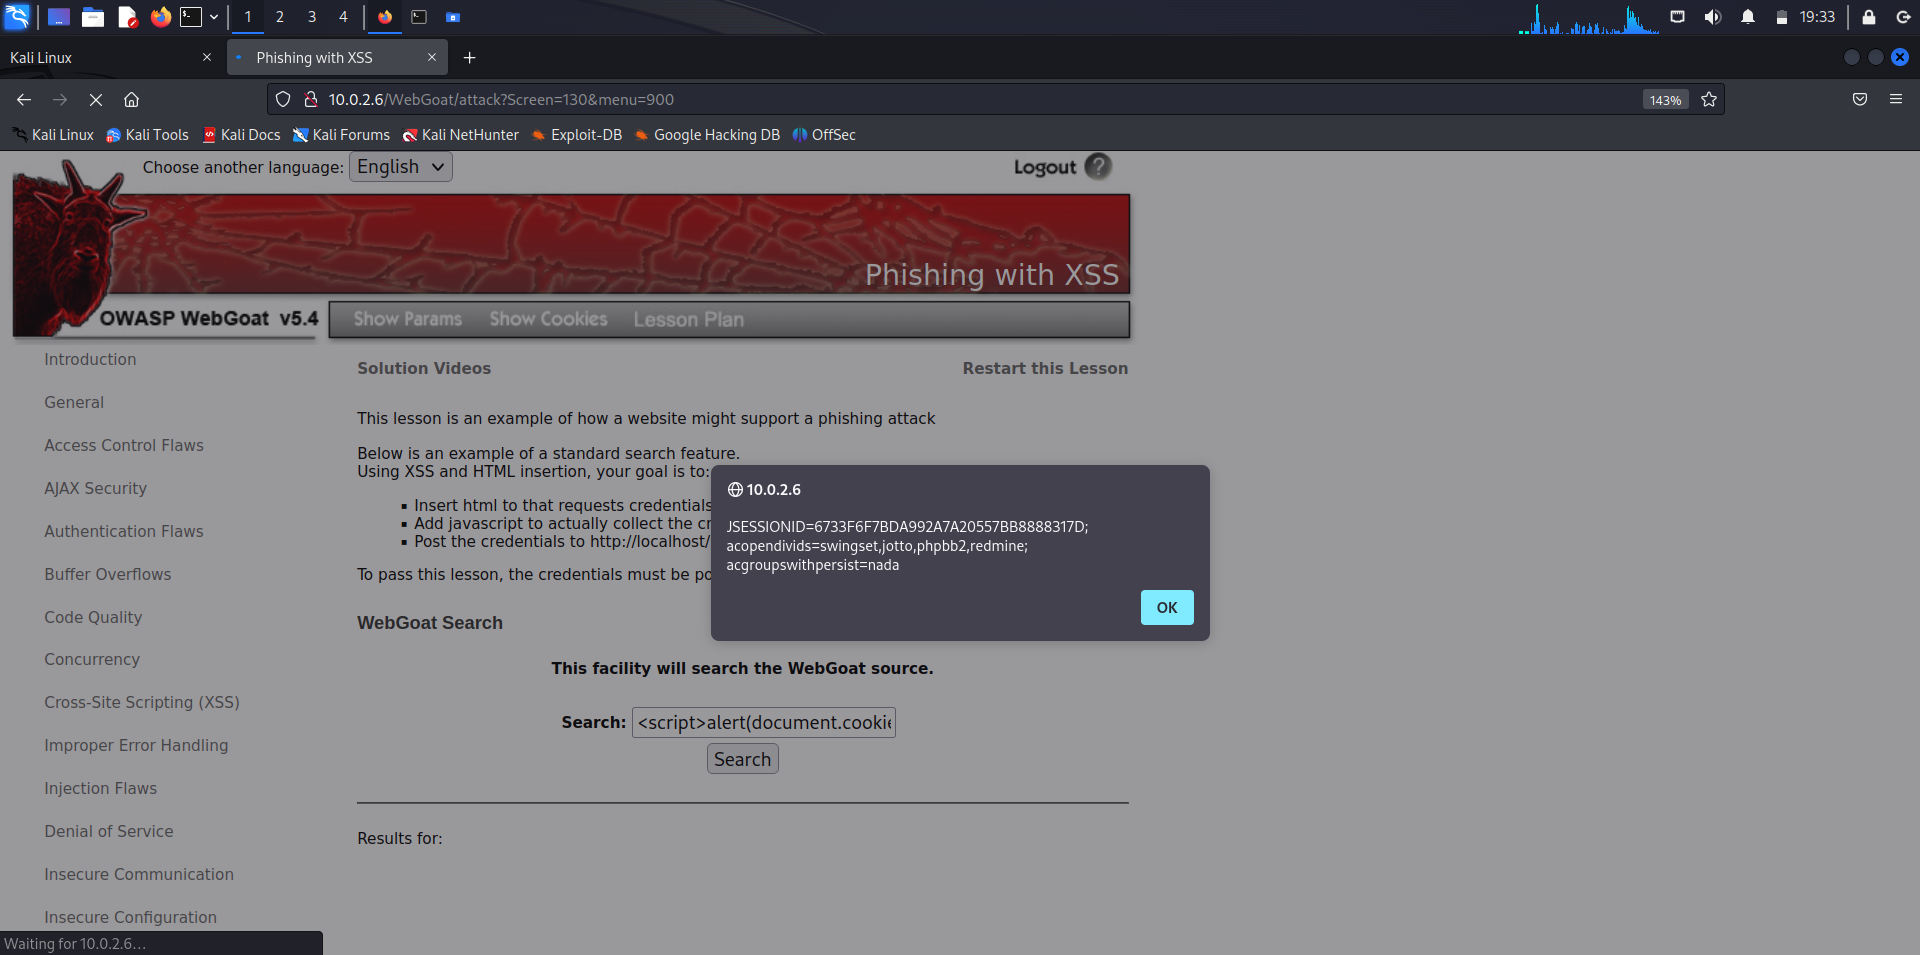 1 2 3 4 19:33
Kali Linux
Phishing with XSS
10.0.2.6/WebGoat/attack?Screen=130&menu=900
143%
Kali Linux Kali Tools Kali Docs Kali Forums Kali NetHunter Exploit-DB Google Hacking DB OffSec
Choose another language: English
Logout ?
Phishing with XSS
OWASP WebGoat v5.4
Show Params Show Cookies Lesson Plan
Introduction
General
Access Control Flaws
AJAX Security
Authentication Flaws
Buffer Overflows
Code Quality
Concurrency
Cross-Site Scripting (XSS)
Improper Error Handling
Injection Flaws
Denial of Service
Insecure Communication
Insecure Configuration
Solution Videos Restart this Lesson
This lesson is an example of how a website might support a phishing attack
Below is an example of a standard search feature.
Using XSS and HTML insertion, your goal is to:
Insert html to that requests credentials
Add javascript to actually collect the cr
Post the credentials to http://localhost/
To pass this lesson, the credentials must be po
10.0.2.6
JSESSIONID=6733F6F7BDA992A7A20557BB8888317D;
acopendivids=swingset,jotto,phpbb2,redmine;
acgroupswithpersist=nada
OK
WebGoat Search
This facility will search the WebGoat source.
Search: <script>alert(document.cookie
Search
Results for:
Waiting for 10.0.2.6…